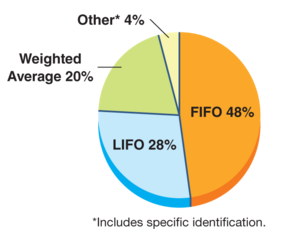 Other* 4%
Weighted
Average 20%
FIFO 48%
LIFO 28%
*Includes specific identification.